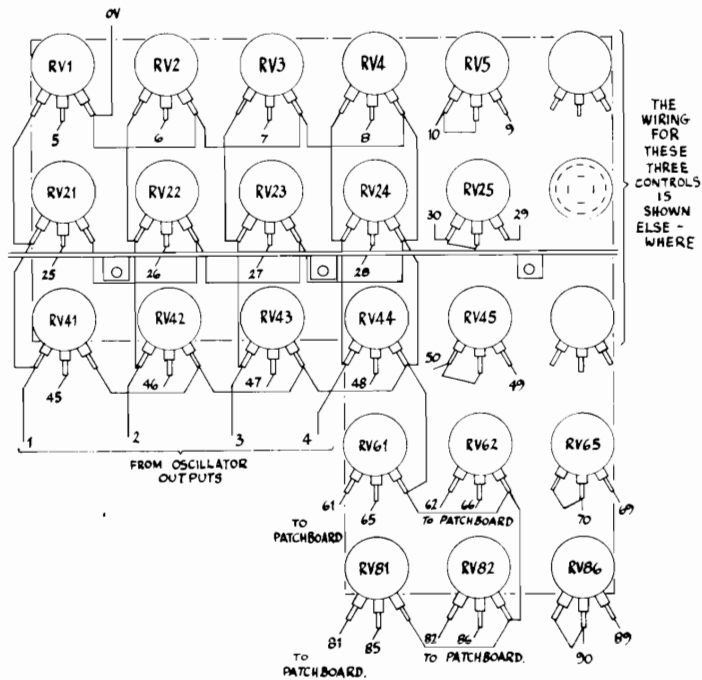 0V
RV1 RV2 RV3 RV4 RV5
5 6 7 8 10 9
THE
WIRING
FOR
THESE
THREE
CONTROLS
IS
SHOWN
ELSE -
WHERE
RV21 RV22 RV23 RV24 RV25
30 29
25 26 27 28
RV41 RV42 RV43 RV44 RV45
50
45 46 47 48 49
1 2 3 4
FROM OSCILLATOR
OUTPUTS
RV61 RV62 RV65
61 65 62 66 70 69
TO
PATCHBOARD
TO PATCHBOARD
RV81 RV82 RV86
81 85 82 86 90 89
TO
PATCHBOARD.
TO PATCHBOARD.